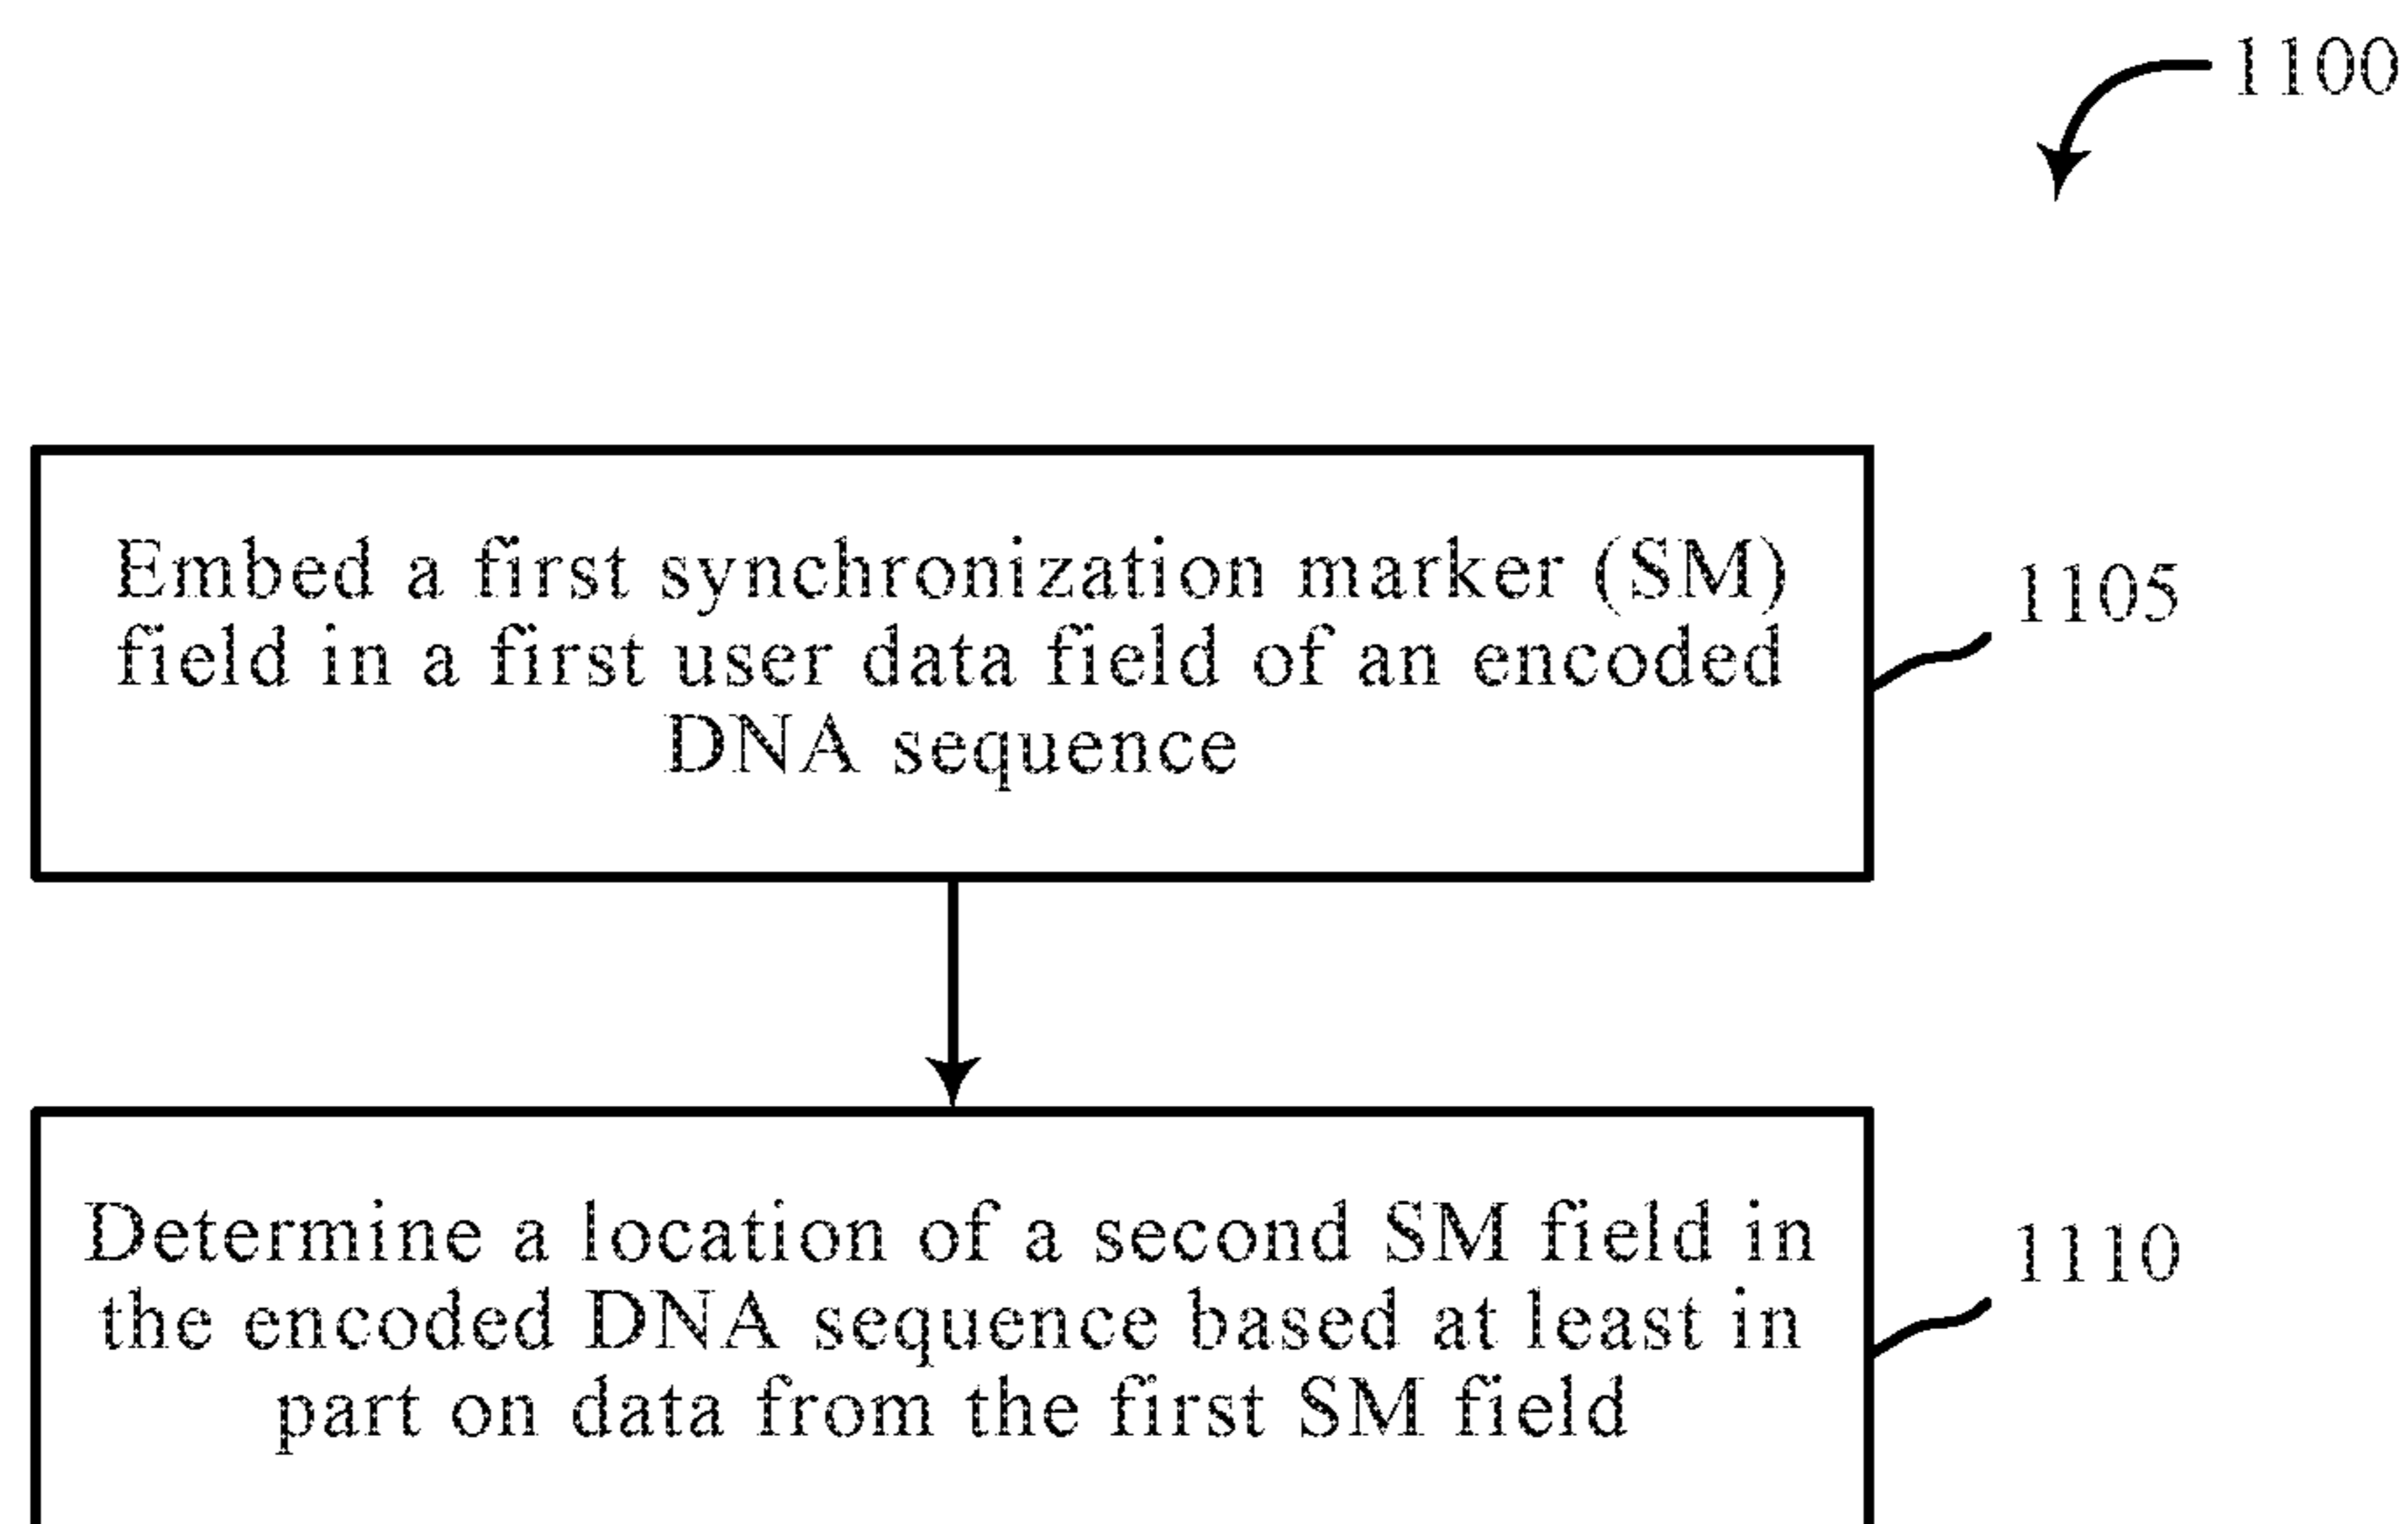 1100
Embed a first synchronization marker (SM)
field in a first user data field of an encoded
DNA sequence
1105
Determine a location of a second SM field in
the encoded DNA sequence based at least in
part on data from the first SM field
1110